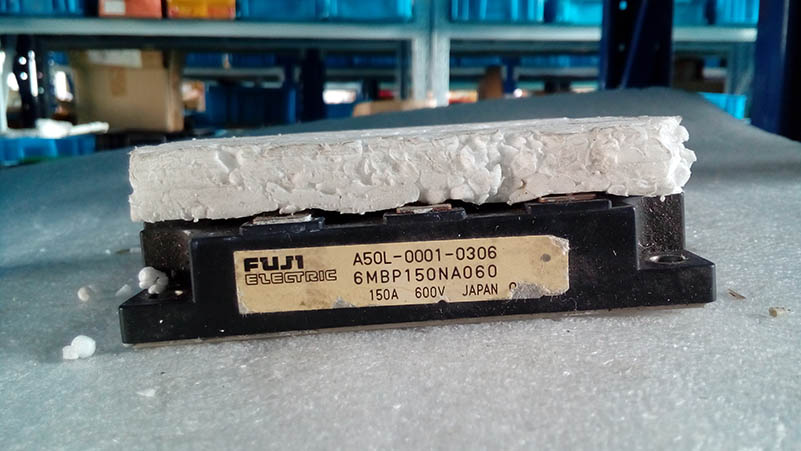 FUJI
ELECTRIC
A50L-0001-0306
6MBP150NA060
150A 600V JAPAN